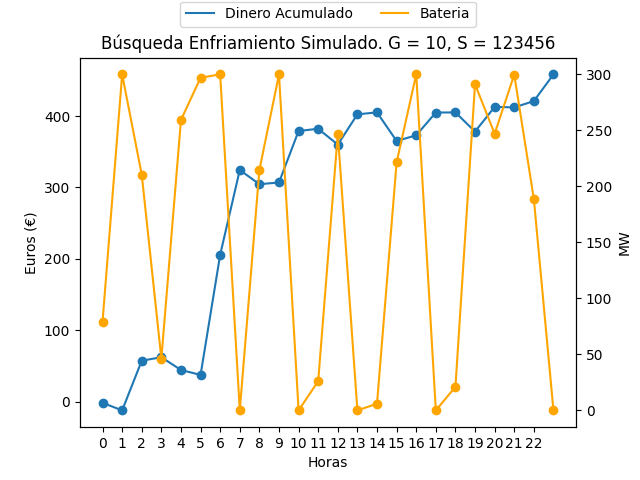 Dinero Acumulado Bateria
Búsqueda Enfriamiento Simulado. G = 10, S = 123456
Euros (€)
400
300
200
100
0
300
250
200
150
100
50
0
MW
0 1 2 3 4 5 6 7 8 9 10 11 12 13 14 15 16 17 18 19 20 21 22
Horas